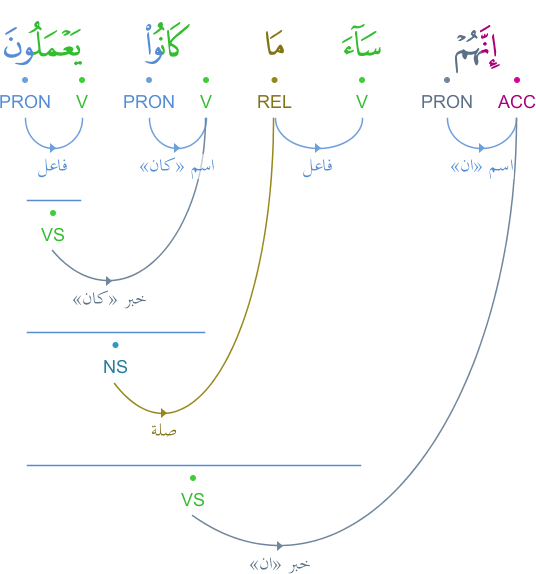 إِنَّهُمْ سَآءَ مَا كَانُوا۟ يَعْمَلُونَ
ACC PRON V REL V PRON V PRON
اسم «ان» فاعل اسم «كان» فاعل
VS
خبر «كان»
NS
صلة
VS
خبر «ان»